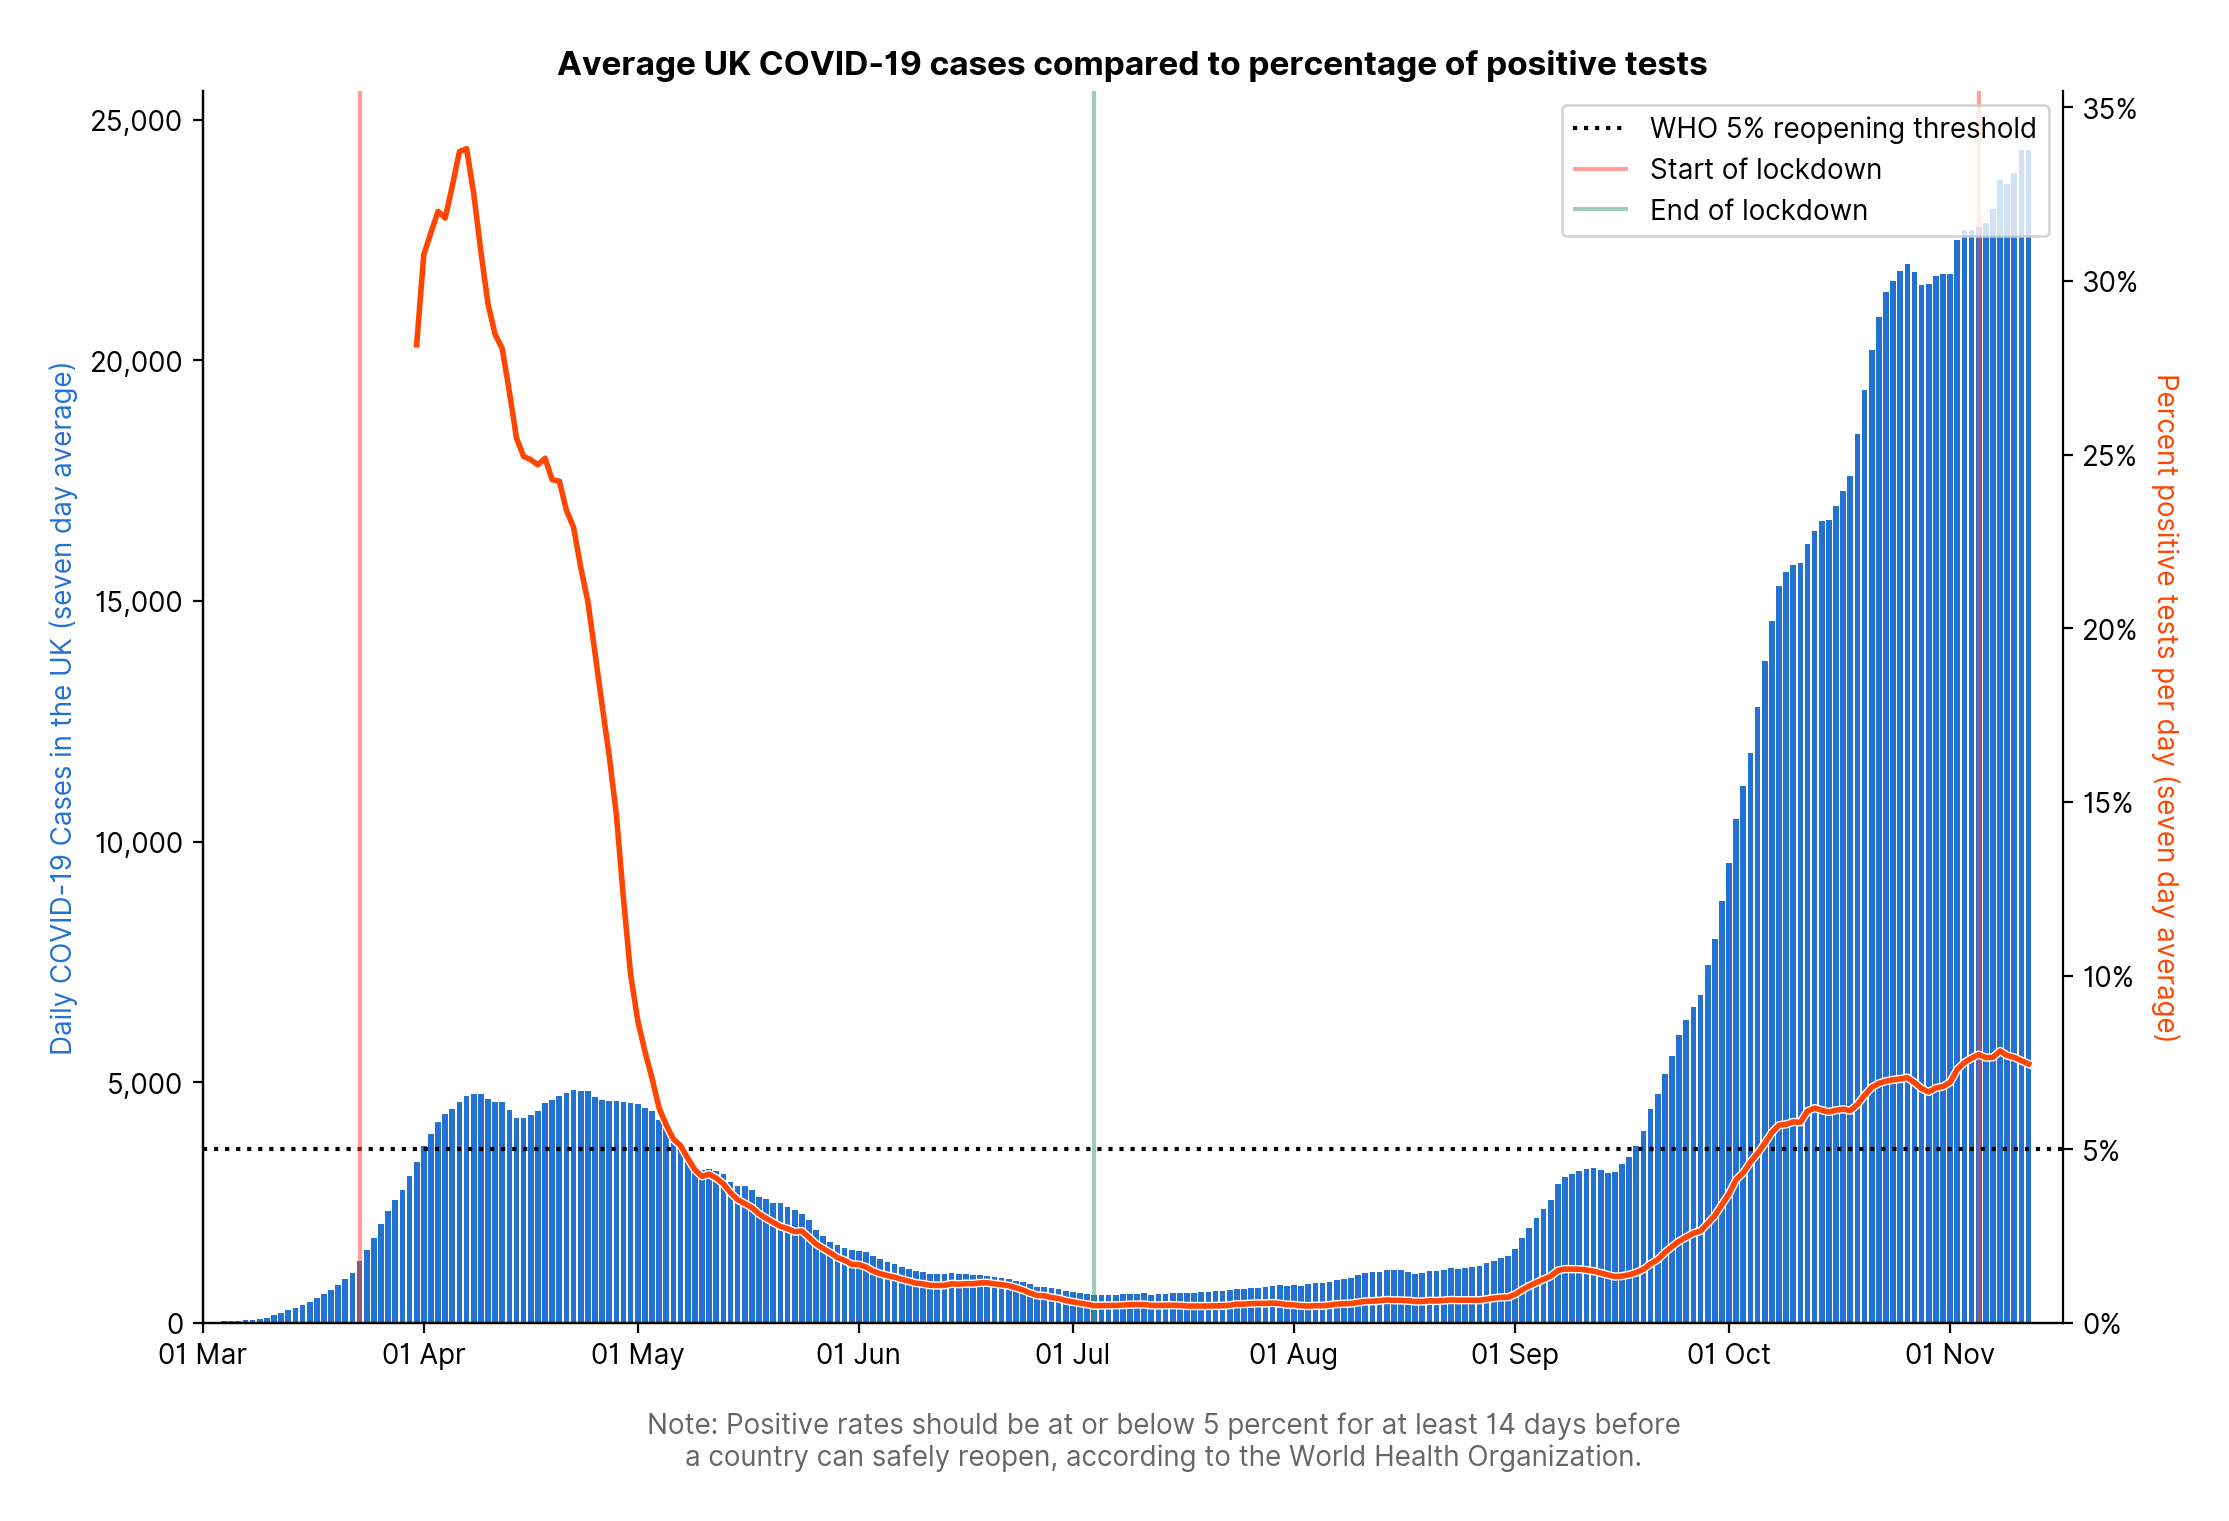 Average UK COVID-19 cases compared to percentage of positive tests
WHO 5% reopening threshold
Start of lockdown
End of lockdown
Daily COVID-19 Cases in the UK (seven day average)
25,000
20,000
15,000
10,000
5,000
0
35%
30%
25%
20%
15%
10%
5%
0%
Percent positive tests per day (seven day average)
01 Mar
01 Apr
01 May
01 Jun
01 Jul
01 Aug
01 Sep
01 Oct
01 Nov
Note: Positive rates should be at or below 5 percent for at least 14 days before
a country can safely reopen, according to the World Health Organization.